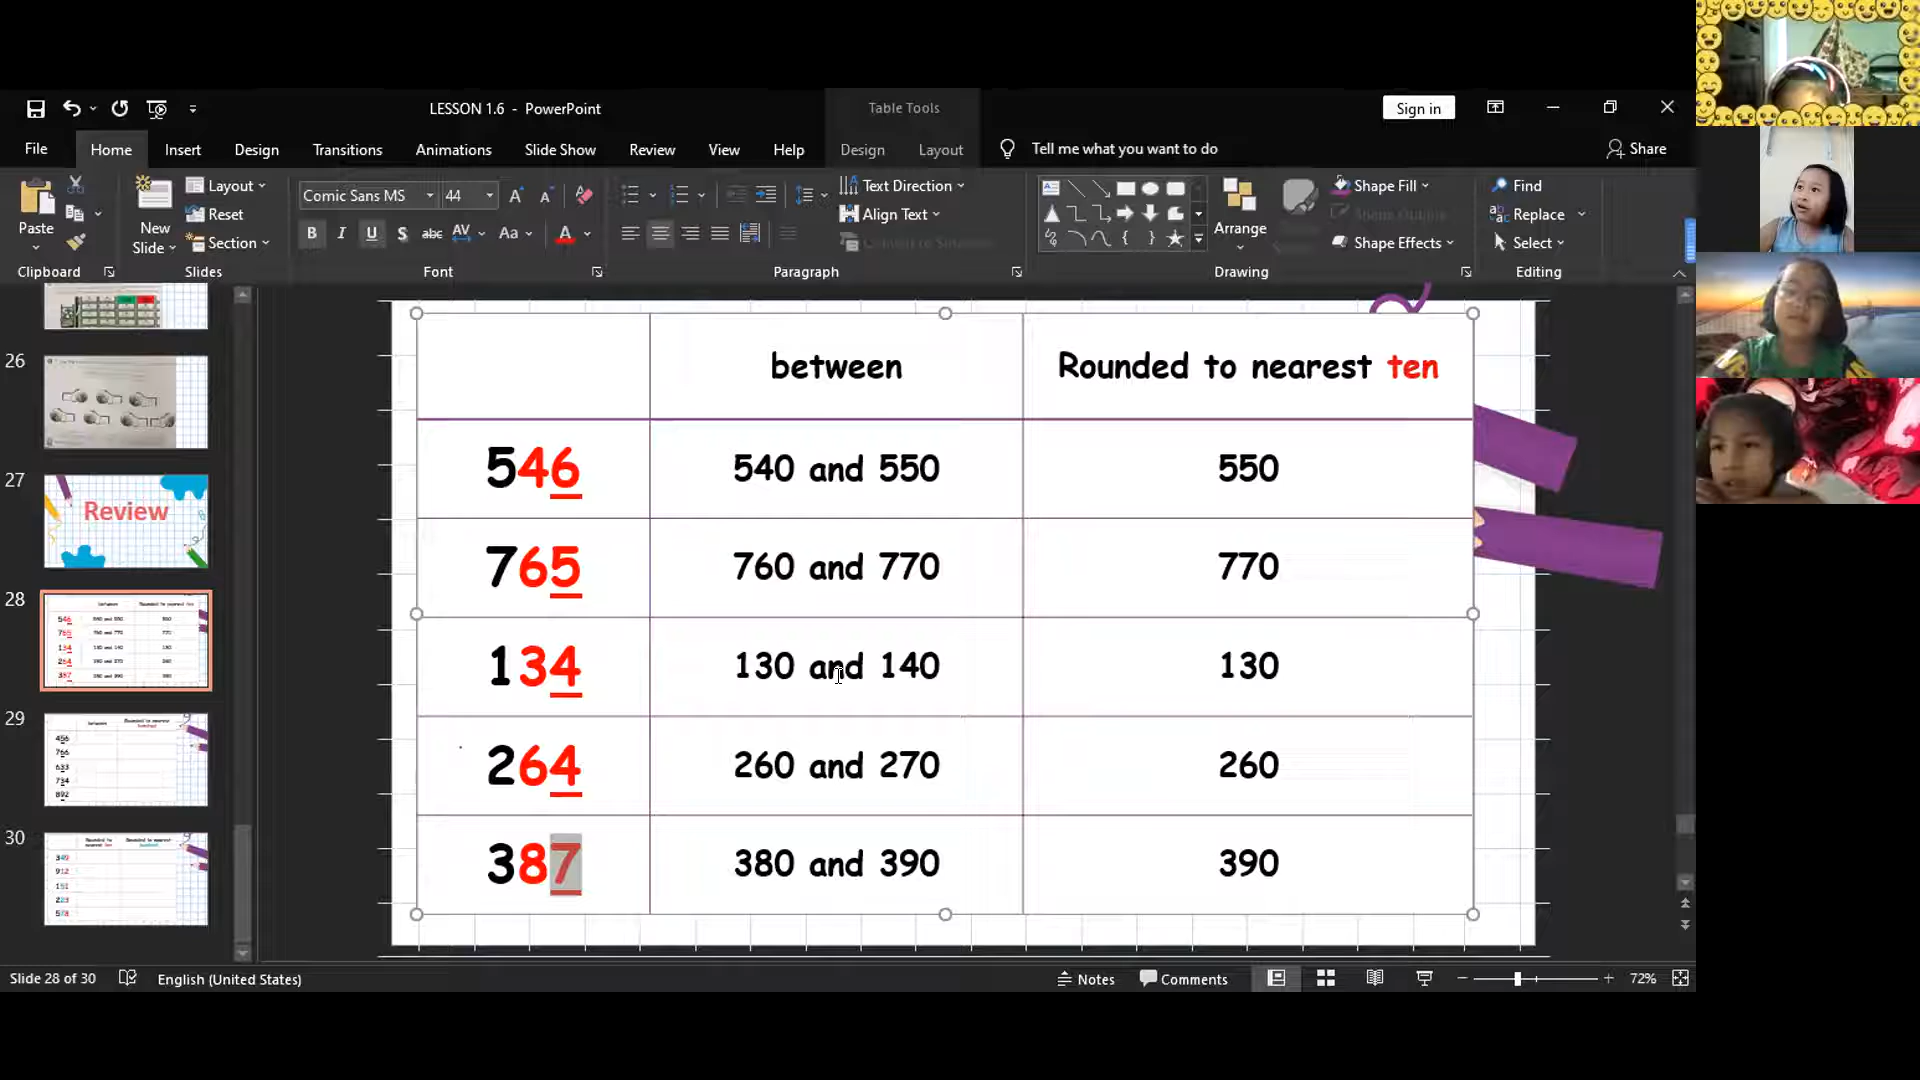 LESSON 1.6 - PowerPoint
Table Tools
Sign in
File Home Insert Design Transitions Animations Slide Show Review View Help Design Layout Tell me what you want to do Share
Paste
New Slide
Layout
Reset
Section
Comic Sans MS 44
B I U S abc AV Aa A
Text Direction
Align Text
Shape Fill
Shape Effects
Arrange
Find
Replace
Select
Clipboard Slides Font Paragraph Drawing Editing
26
27
Review
28
29
30
between Rounded to nearest ten
546 540 and 550 550
765 760 and 770 770
134 130 and 140 130
264 260 and 270 260
387 380 and 390 390
Slide 28 of 30 English (United States) Notes Comments 72%